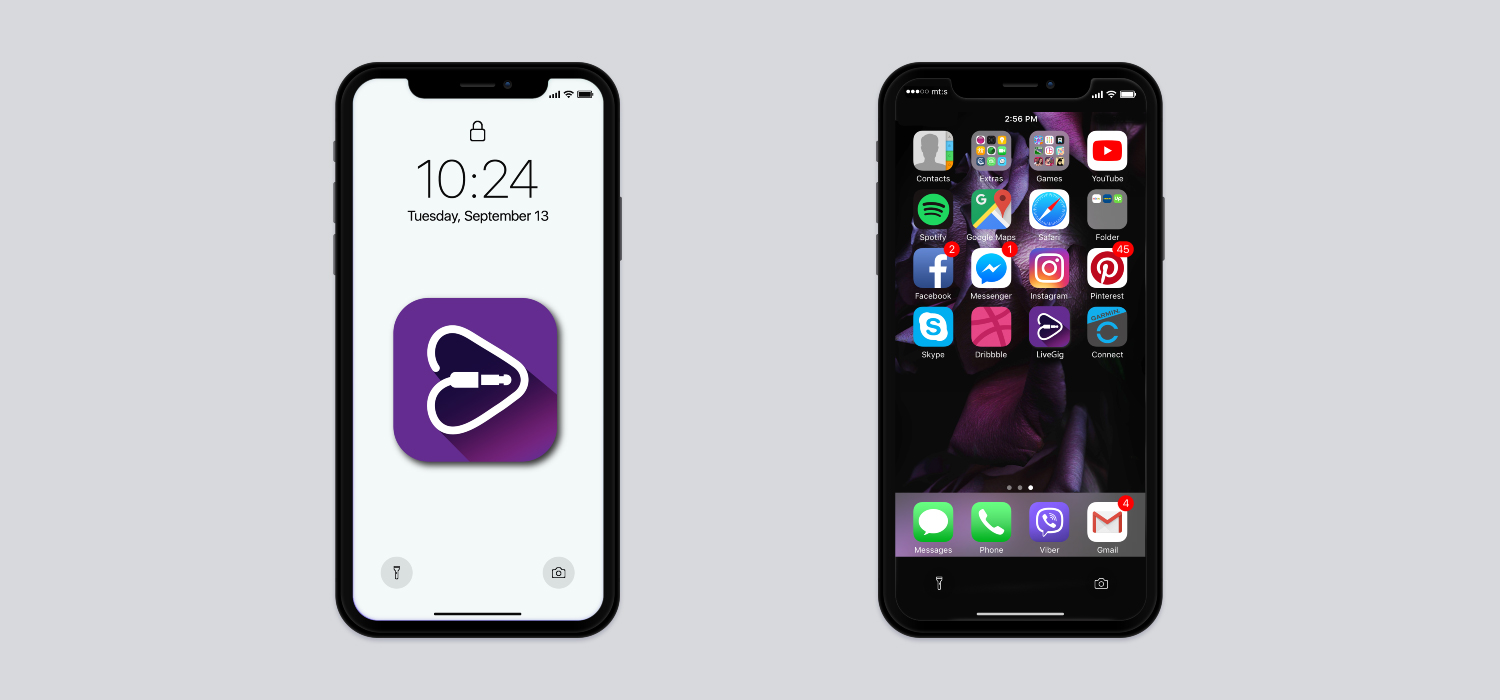 10:24
Tuesday, September 13
mt:s
2:56 PM
Contacts
Extras
Games
YouTube
G
Spotify
Google Maps
Safari
Folder
2
1
45
Facebook
Messenger
Instagram
Pinterest
GARMIN
Skype
Dribbble
LiveGig
Connect
4
Messages
Phone
Viber
Gmail